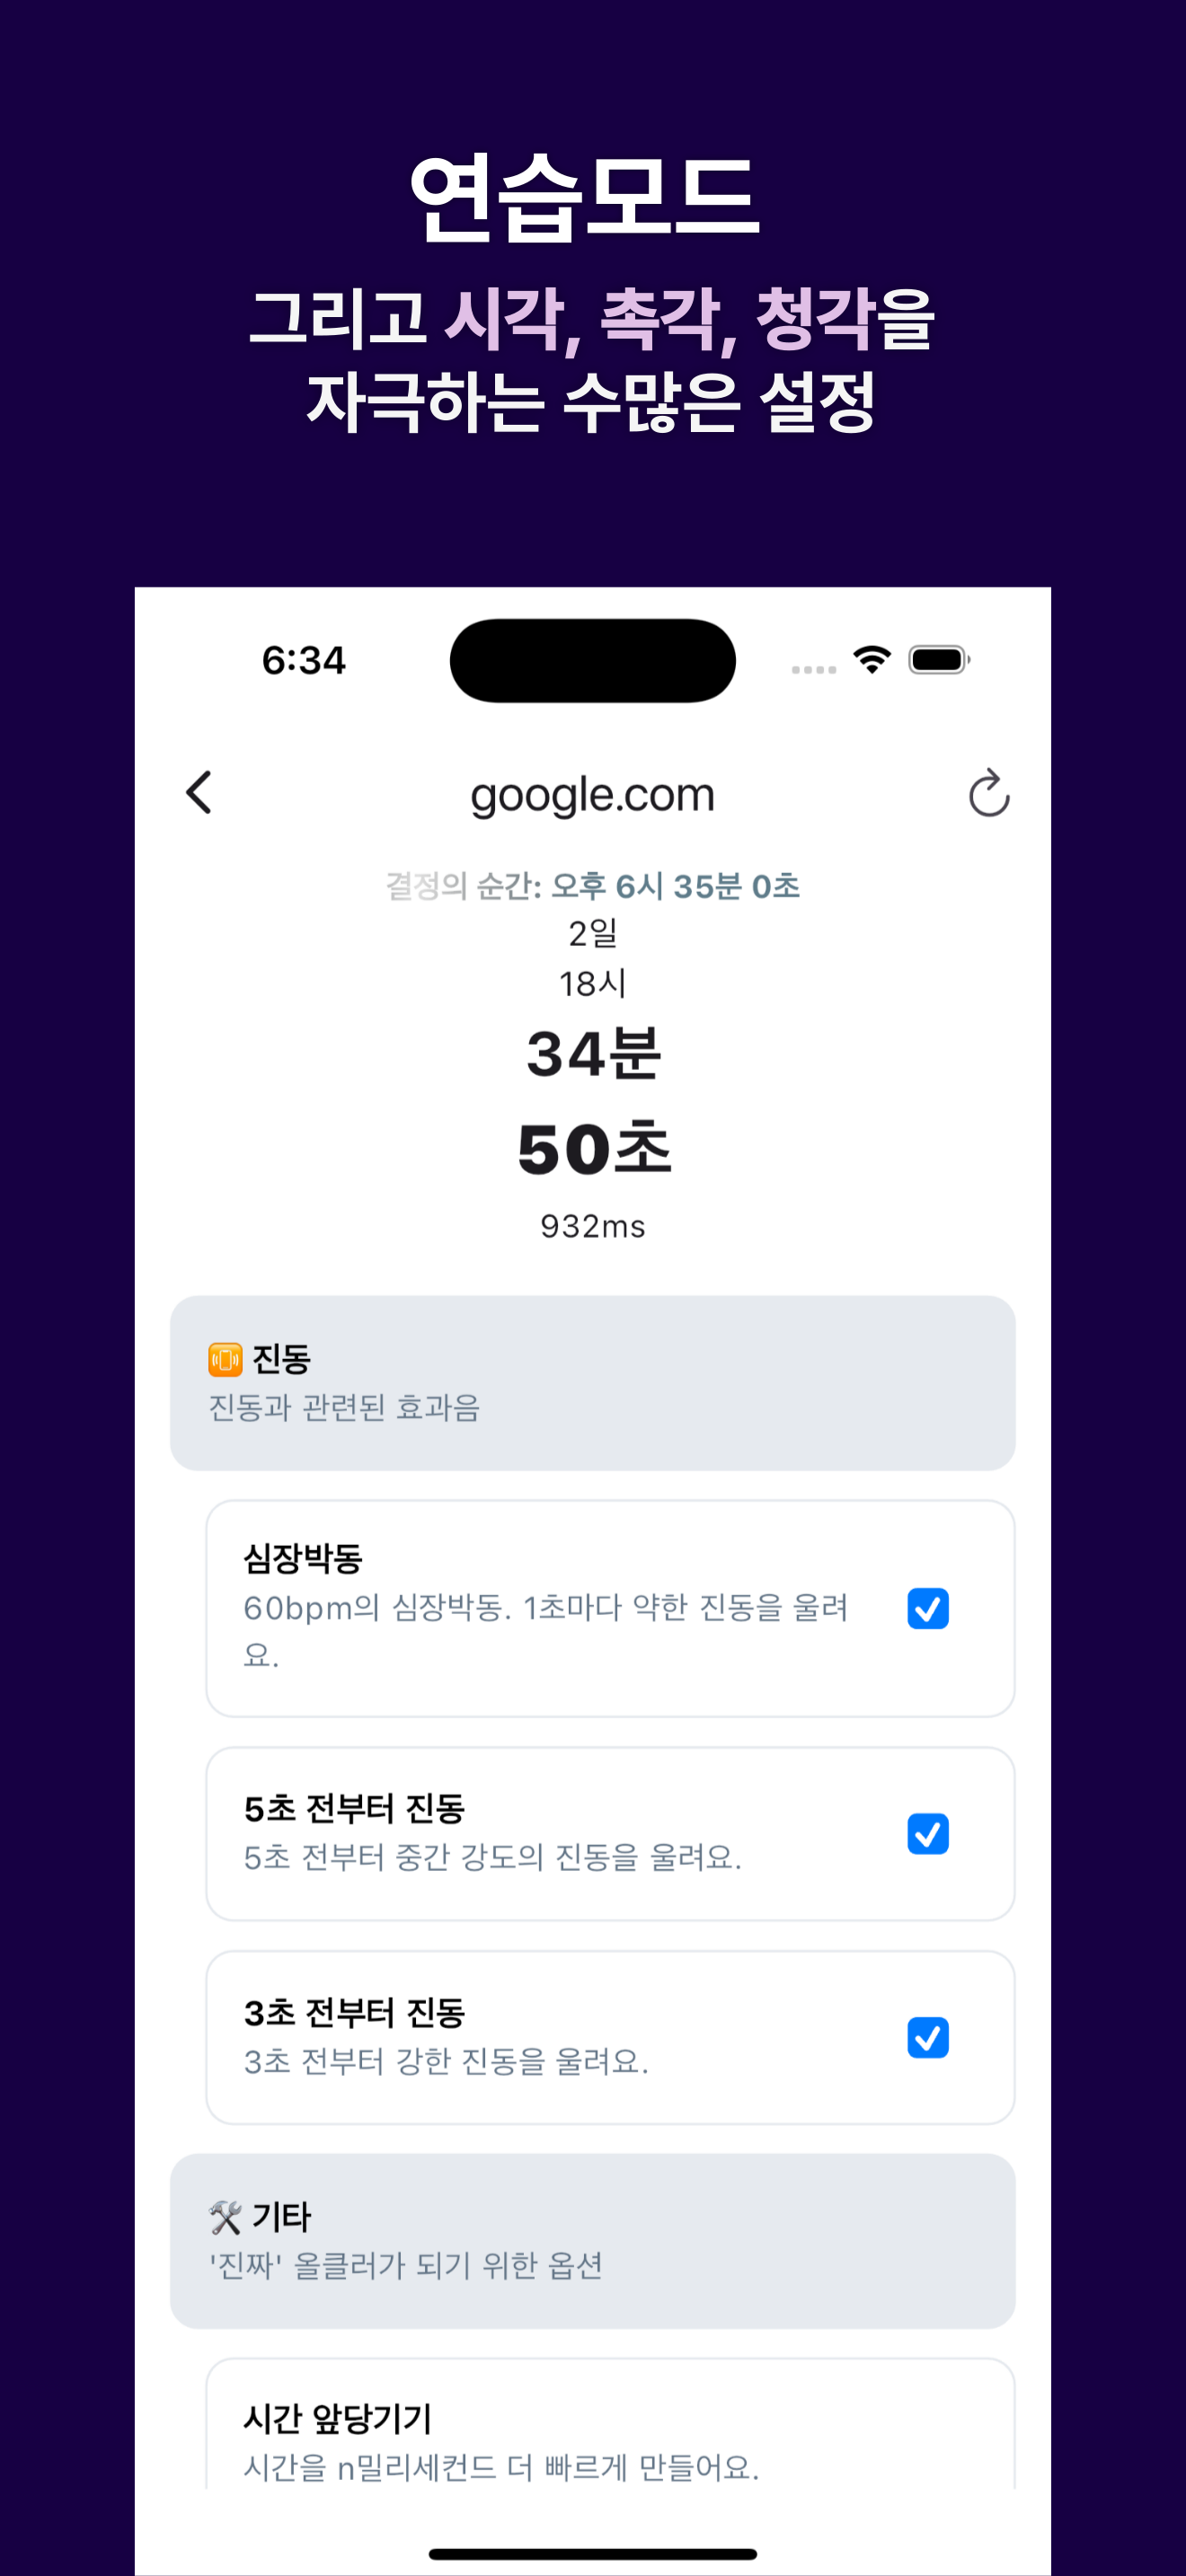 연습모드
그리고 시각, 촉각, 청각을
자극하는 수많은 설정
6:34
google.com
결정의 순간: 오후 6시 35분 0초
2일
18시
34분
50초
932ms
진동
진동과 관련된 효과음
심장박동
60bpm의 심장박동. 1초마다 약한 진동을 울려
요.
5초 전부터 진동
5초 전부터 중간 강도의 진동을 울려요.
3초 전부터 진동
3초 전부터 강한 진동을 울려요.
기타
'진짜' 올클러가 되기 위한 옵션
시간 앞당기기
시간을 n밀리세컨드 더 빠르게 만들어요.